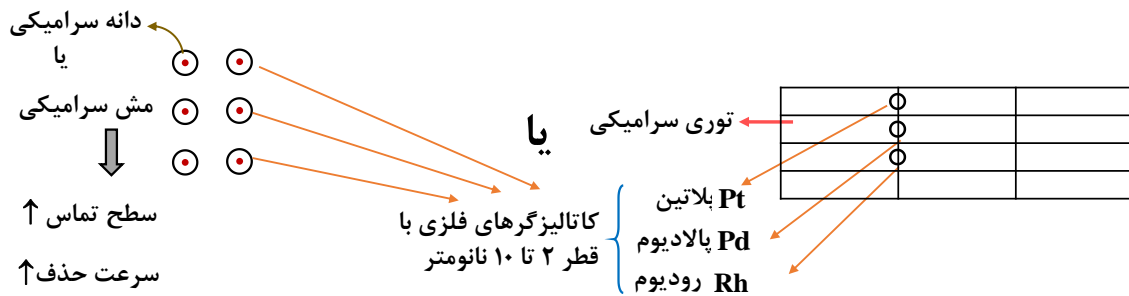 دانه سرامیکی
یا
مش سرامیکی
سطح تماس ↑
سرعت حذف ↑
یا
توری سرامیکی
کاتالیزگرهای فلزی با
قطر ۲ تا ۱۰ نانومتر
پلاتین Pt
پالادیوم Pd
رودیوم Rh